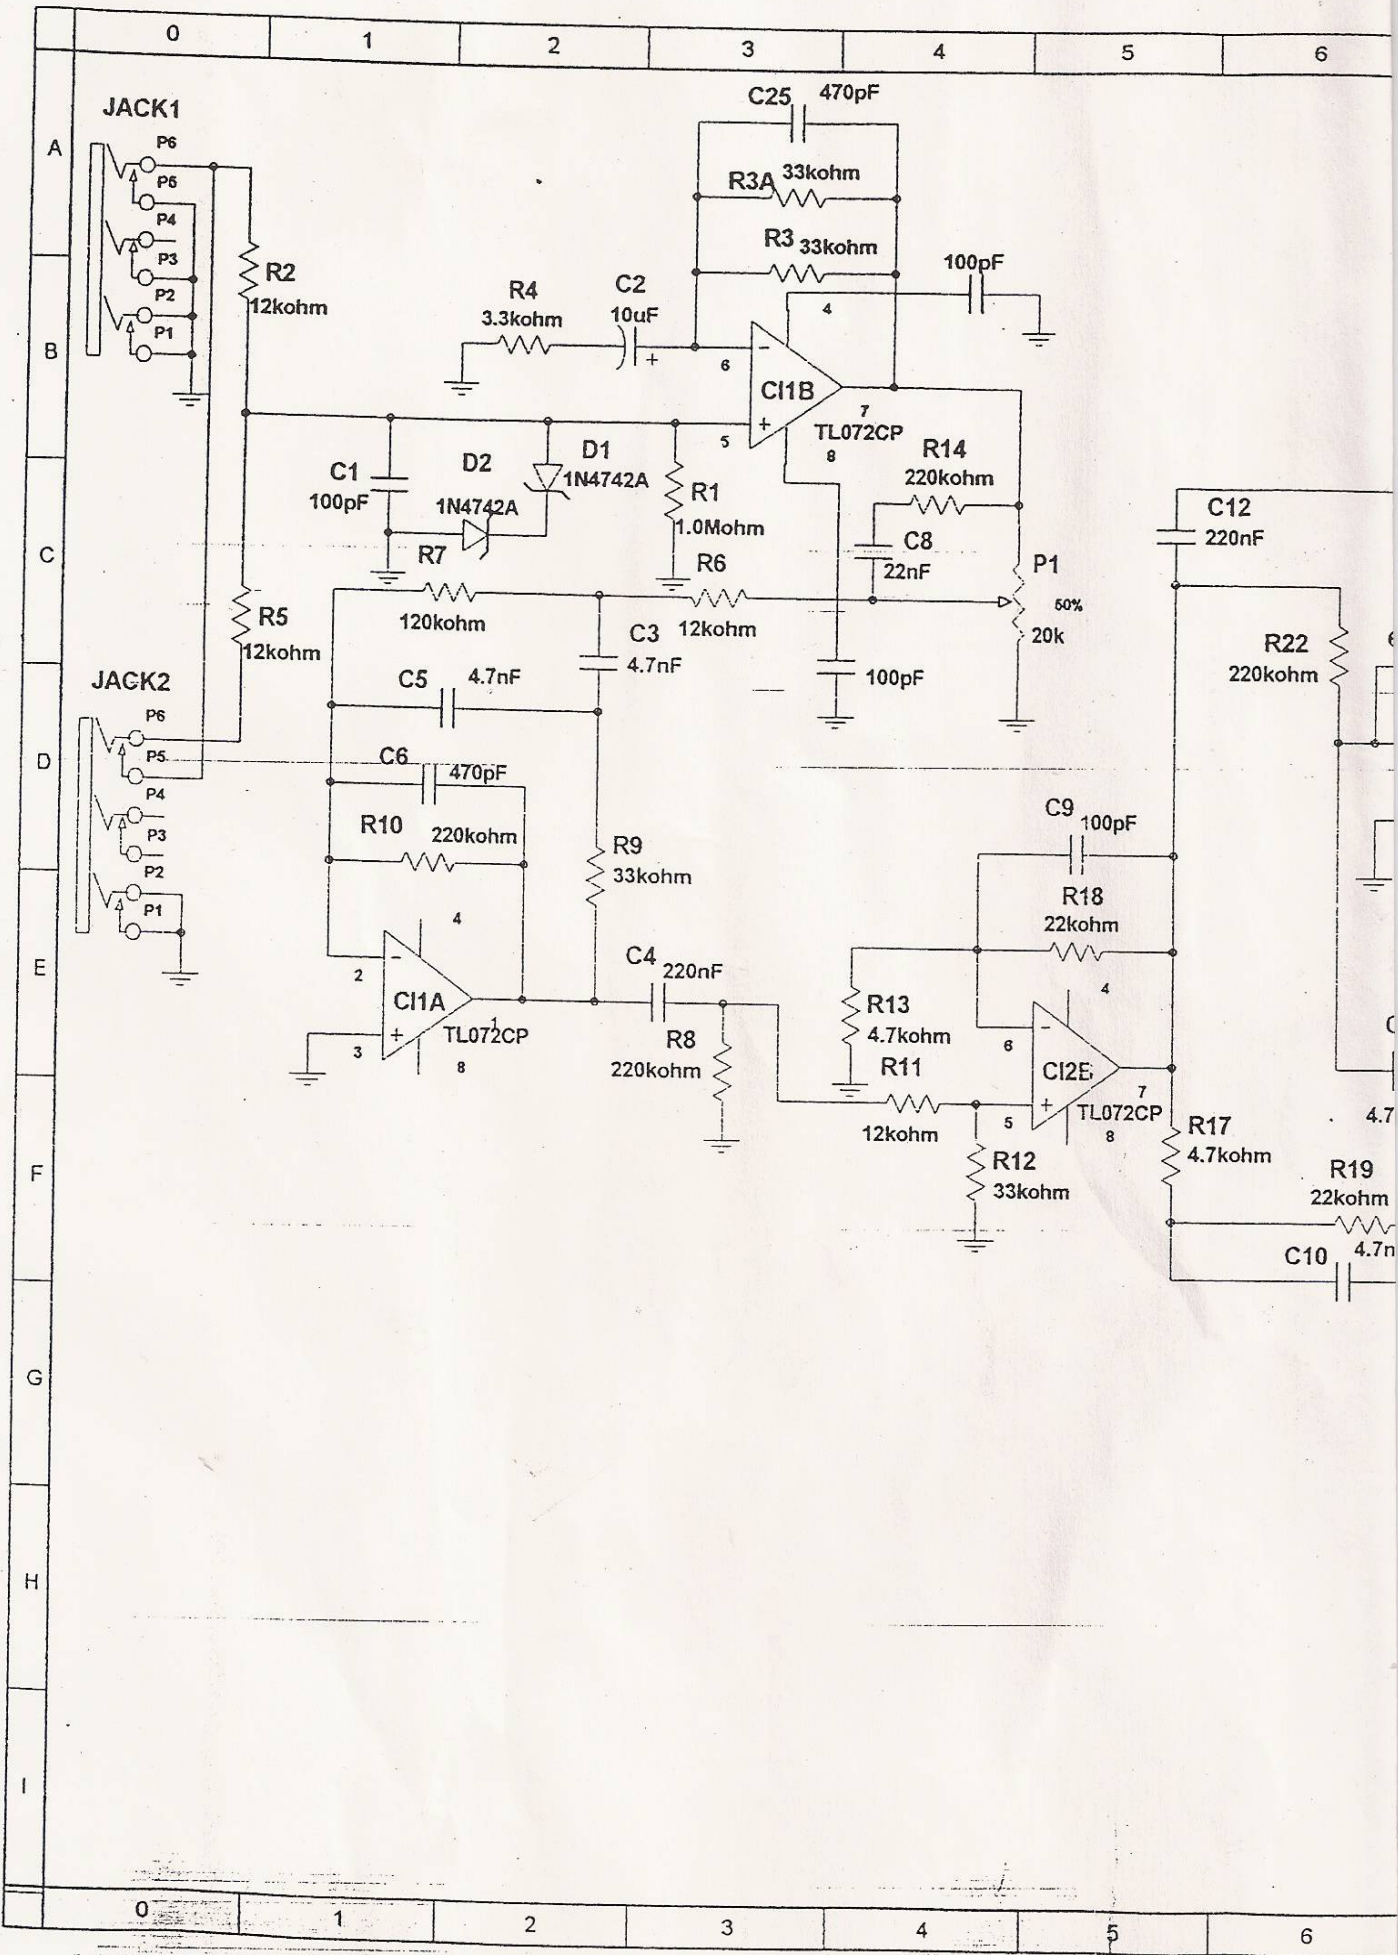 0 1 2 3 4 5 6
A
B
C
D
E
F
G
H
I
JACK1
P6
P5
P4
P3
P2
P1
R2
12kohm
R5
12kohm
JACK2
P6
P5
P4
P3
P2
P1
C25 470pF
R3A 33kohm
R3 33kohm
100pF
4
R4
3.3kohm
C2
10uF
+
6
-
CI1B
+
5
7
TL072CP
8
R14
220kohm
C1
100pF
D2
1N4742A
D1
1N4742A
R1
1.0Mohm
C8
22nF
P1
50%
20k
R7
120kohm
R6
12kohm
C3
4.7nF
100pF
C5 4.7nF
C6 470pF
R10 220kohm
R9
33kohm
4
2
-
CI1A
+
3
1
TL072CP
8
C4 220nF
R8
220kohm
C12
220nF
R22
220kohm
C9 100pF
R18
22kohm
R13
4.7kohm
R11
12kohm
4
6
-
CI2B
+
5
7
TL072CP
8
R12
33kohm
R17
4.7kohm
R19
22kohm
C10 4.7n
4.7
0 1 2 3 4 5 6